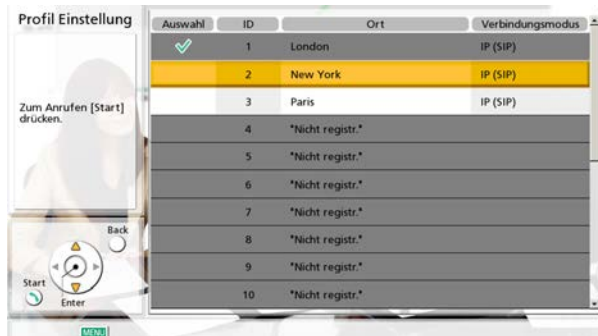 Profil Einstellung
Zum Anrufen [Start]
drücken.
Back
Start
Enter
MENU
Auswahl ID Ort Verbindungsmodus
1 London IP (SIP)
2 New York IP (SIP)
3 Paris IP (SIP)
4 "Nicht registr."
5 "Nicht registr."
6 "Nicht registr."
7 "Nicht registr."
8 "Nicht registr."
9 "Nicht registr."
10 "Nicht registr."